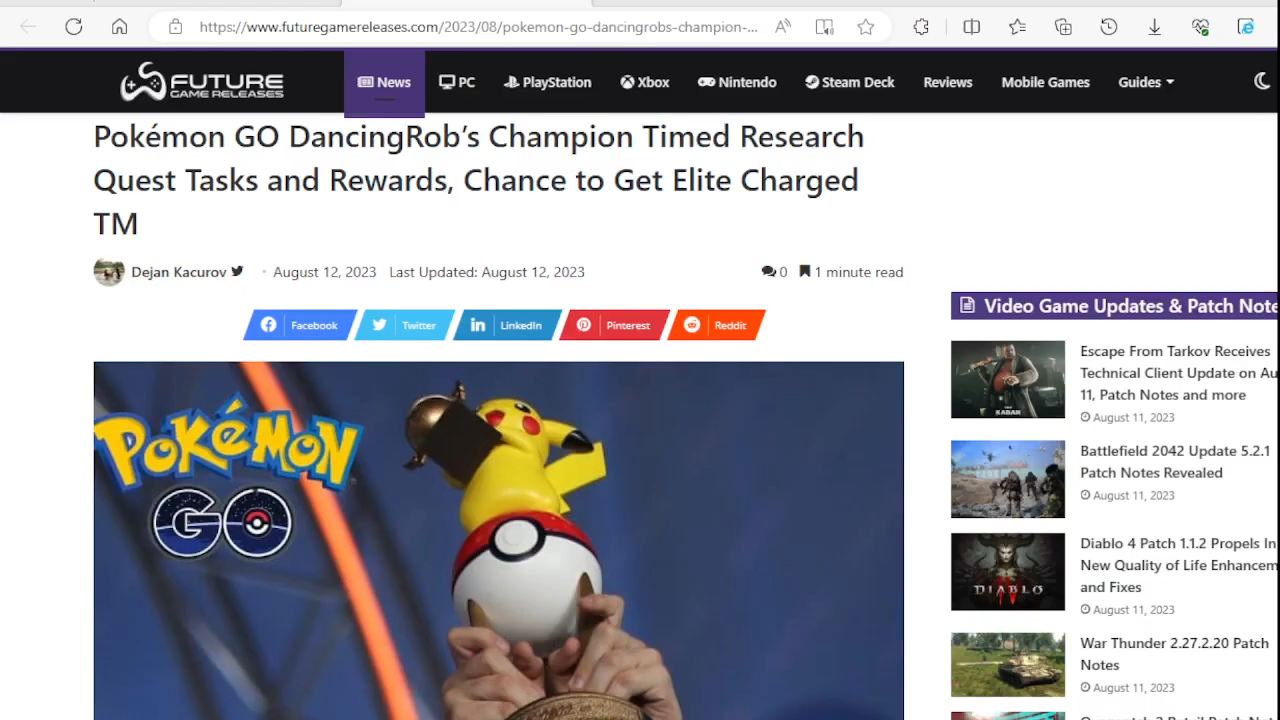 https://www.futuregamereleases.com/2023/08/pokemon-go-dancingrobs-champion-...
FUTURE
GAME RELEASES
News
PC
PlayStation
Xbox
Nintendo
Steam Deck
Reviews
Mobile Games
Guides
Pokémon GO DancingRob’s Champion Timed Research
Quest Tasks and Rewards, Chance to Get Elite Charged
TM
Dejan Kacurov
August 12, 2023
Last Updated: August 12, 2023
0
1 minute read
Facebook
Twitter
LinkedIn
Pinterest
Reddit
POKéMON
GO
Video Game Updates & Patch Note
Escape From Tarkov Receives
Technical Client Update on Au
11, Patch Notes and more
August 11, 2023
KABAN
Battlefield 2042 Update 5.2.1
Patch Notes Revealed
August 11, 2023
Diablo 4 Patch 1.1.2 Propels In
New Quality of Life Enhancem
and Fixes
August 11, 2023
DIABLO
War Thunder 2.27.2.20 Patch
Notes
August 11, 2023